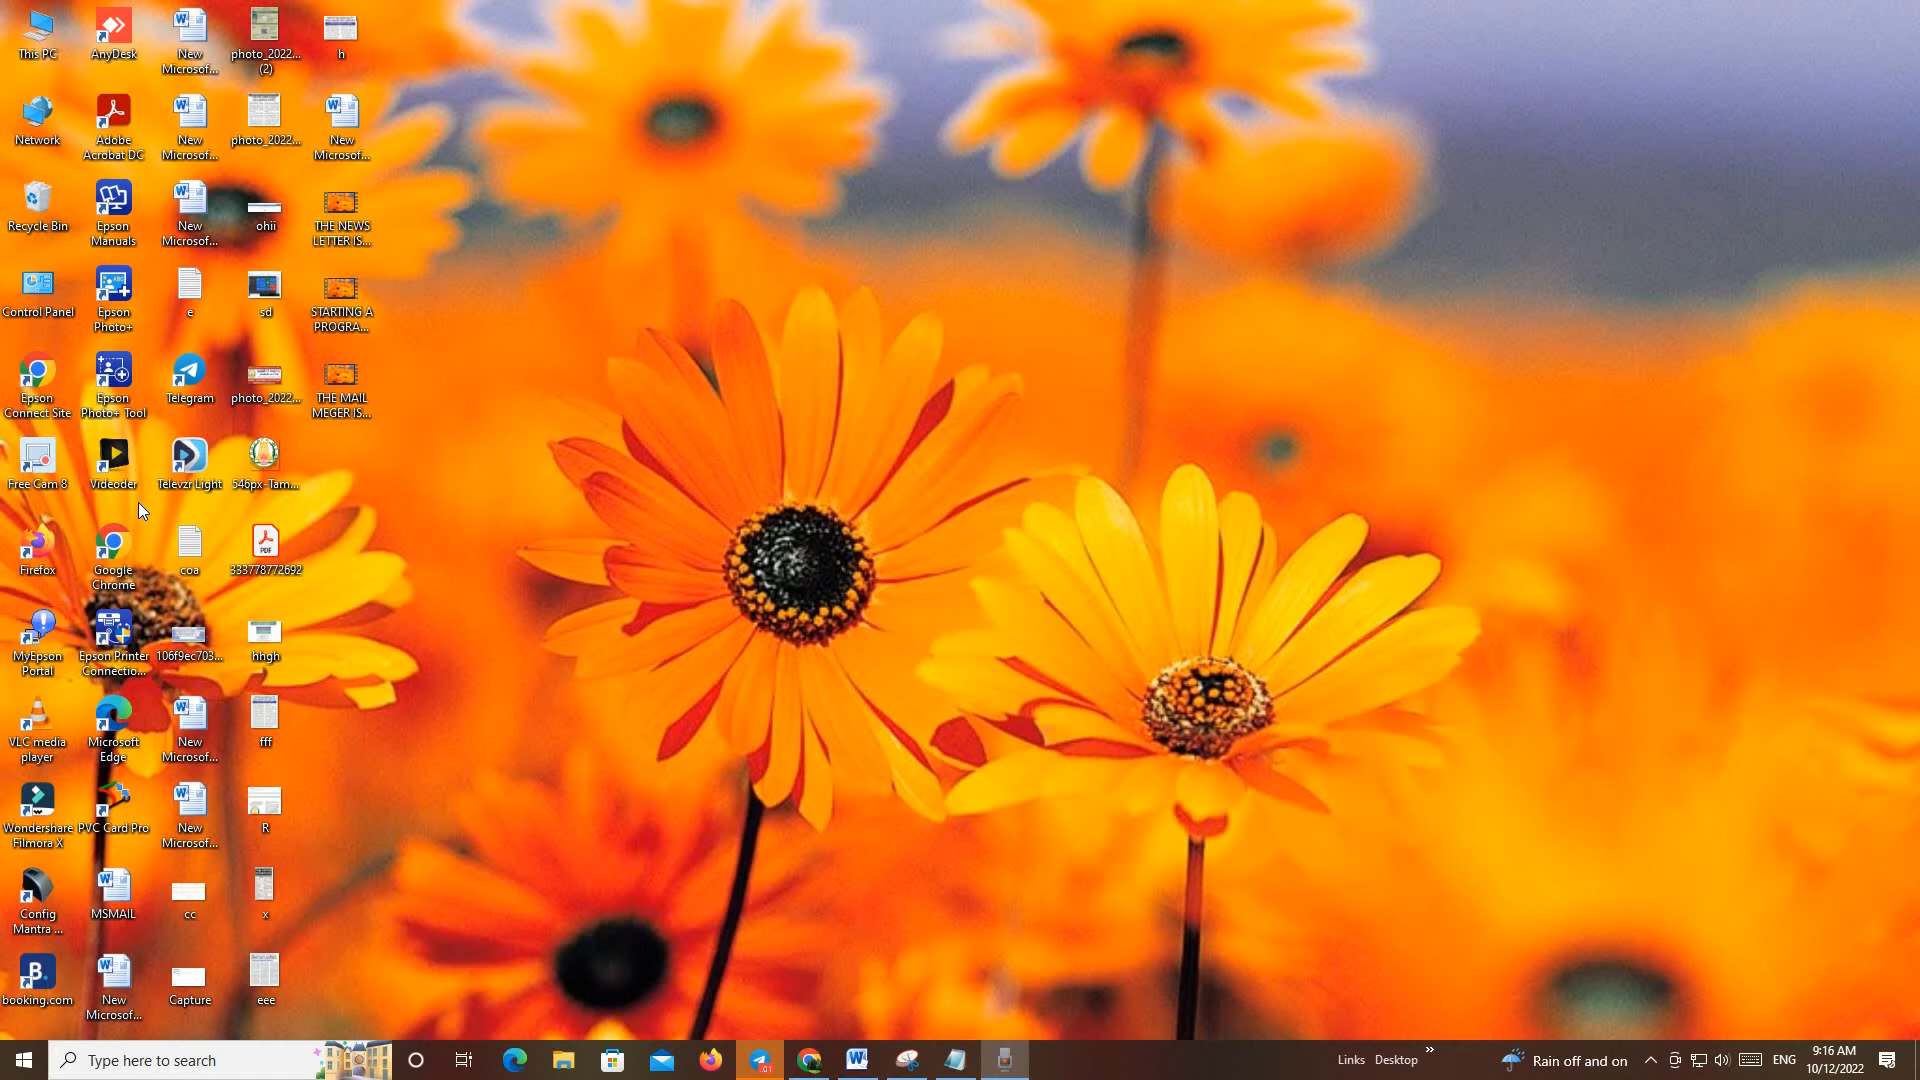 This PC
Network
Recycle Bin
Control Panel
Epson
Connect Site
Free Cam 8
Firefox
MyEpson
Portal
VLC media
player
Wondershare
Filmora X
Config
Mantra ...
booking.com
AnyDesk
Adobe
Acrobat DC
Epson
Manuals
Epson
Photo+
Epson
Photo+ Tool
Videoder
Google
Chrome
Epson Printer
Connectio...
Microsoft
Edge
PVC Card Pro
MSMAIL
New
Microsof...
New
Microsof...
New
Microsof...
New
Microsof...
e
Telegram
Televzr Light
coa
106f9ec703...
New
Microsof...
New
Microsof...
cc
Capture
photo_2022...
(2)
photo_2022...
ohii
sd
photo_2022...
546px-Tam...
PDF
333778772692
hhgh
fff
R
x
eee
h
New
Microsof...
THE NEWS
LETTER IS...
STARTING A
PROGRA...
THE MAIL
MEGER IS...
Type here to search
Links Desktop
Rain off and on
ENG
9:16 AM
10/12/2022